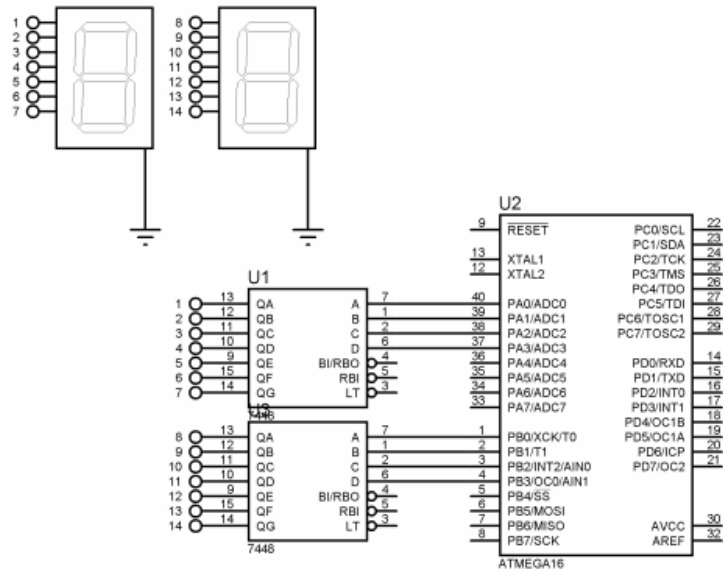 1 8
2 9
3 10
4 11
5 12
6 13
7 14
U2
9 RESET PC0/SCL 22
PC1/SDA 23
13 XTAL1 PC2/TCK 24
12 XTAL2 PC3/TMS 25
PC4/TDO 26
U1
1 13 QA A 7 40 PA0/ADC0 PC5/TDI 27
2 12 QB B 1 39 PA1/ADC1 PC6/TOSC1 28
3 11 QC C 2 38 PA2/ADC2 PC7/TOSC2 29
4 10 QD D 6 37 PA3/ADC3
5 9 QE BI/RBO 4 36 PA4/ADC4 PD0/RXD 14
6 15 QF RBI 5 35 PA5/ADC5 PD1/TXD 15
7 14 QG LT 3 34 PA6/ADC6 PD2/INT0 16
33 PA7/ADC7 PD3/INT1 17
7448
PD4/OC1B 18
8 13 QA A 7 1 PB0/XCK/T0 PD5/OC1A 19
9 12 QB B 1 2 PB1/T1 PD6/ICP 20
10 11 QC C 2 3 PB2/INT2/AIN0 PD7/OC2 21
11 10 QD D 6 4 PB3/OC0/AIN1
12 9 QE BI/RBO 4 5 PB4/SS
13 15 QF RBI 5 6 PB5/MOSI
14 14 QG LT 3 7 PB6/MISO AVCC 30
8 PB7/SCK AREF 32
7448
ATMEGA16